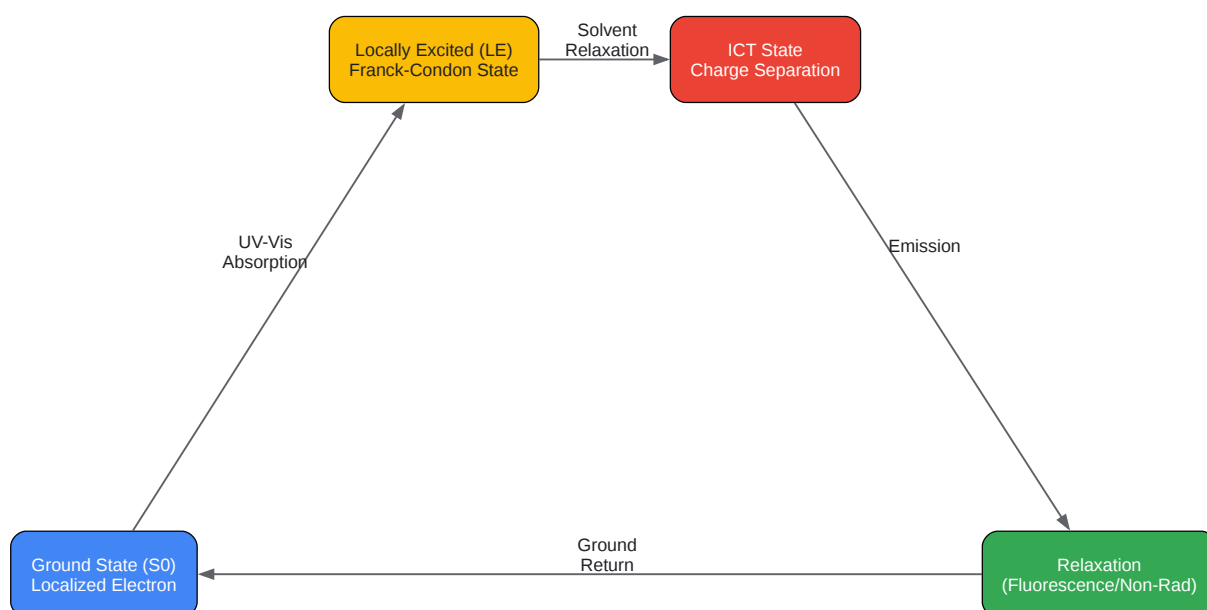 Locally Excited (LE)
Franck-Condon State
Solvent
Relaxation
ICT State
Charge Separation
UV-Vis
Absorption
Emission
Ground State (S0)
Localized Electron
Ground
Return
Relaxation
(Fluorescence/Non-Rad)